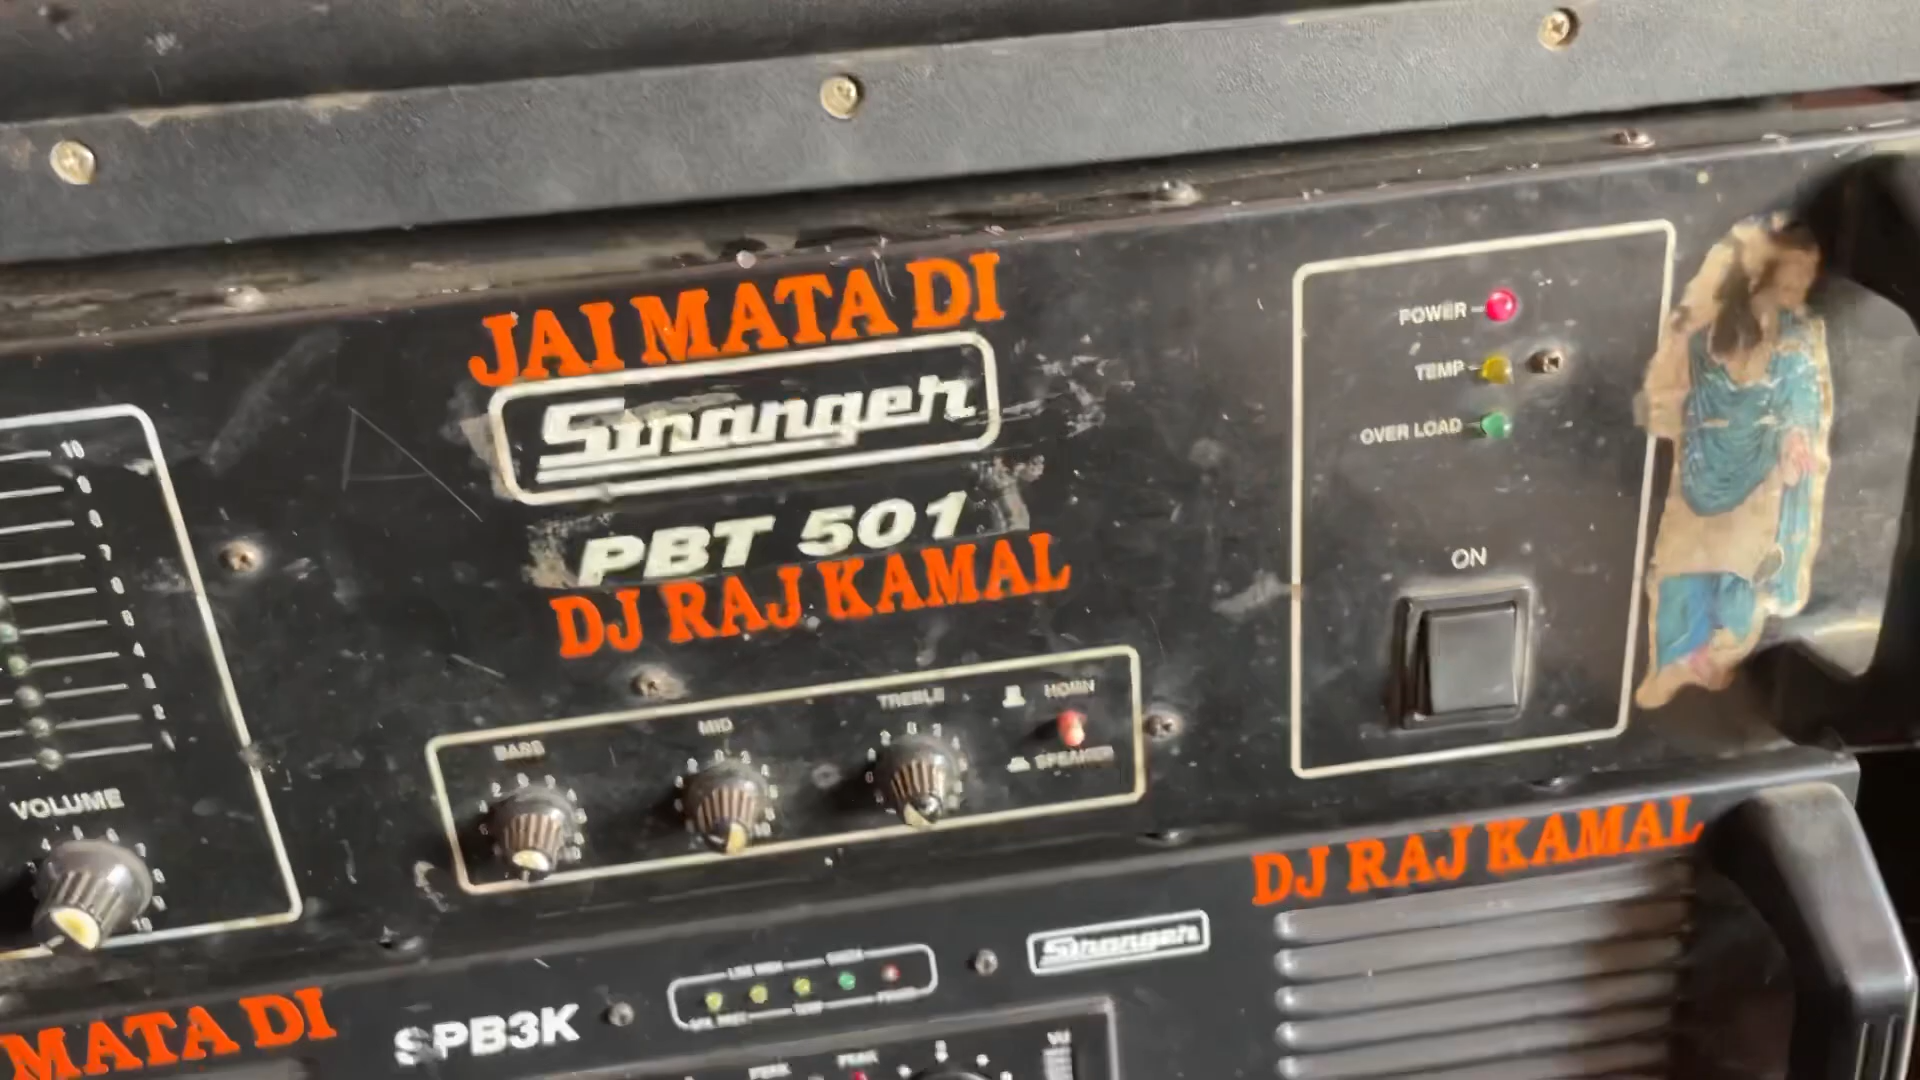 JAI MATA DI
Stranger
PBT 501
DJ RAJ KAMAL
POWER
TEMP
OVER LOAD
ON
10
VOLUME
BASS
MID
TREBLE
HORN
SPEAKER
DJ RAJ KAMAL
Stranger
MATA DI
SPB3K
PEAK
PEAK
VU